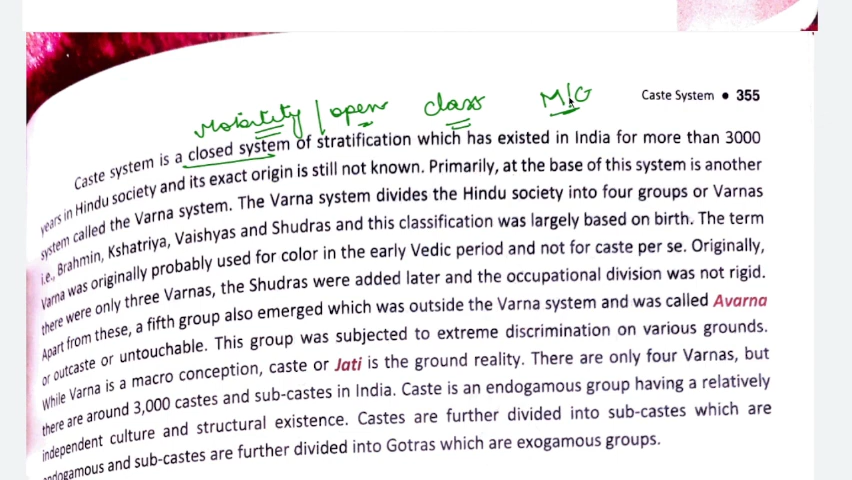 Caste System • 355
Mobility / open class M/G
Caste system is a closed system of stratification which has existed in India for more than 3000
years in Hindu society and its exact origin is still not known. Primarily, at the base of this system is another
system called the Varna system. The Varna system divides the Hindu society into four groups or Varnas
i.e., Brahmin, Kshatriya, Vaishyas and Shudras and this classification was largely based on birth. The term
Varna was originally probably used for color in the early Vedic period and not for caste per se. Originally,
there were only three Varnas, the Shudras were added later and the occupational division was not rigid.
Apart from these, a fifth group also emerged which was outside the Varna system and was called Avarna
or outcaste or untouchable. This group was subjected to extreme discrimination on various grounds.
While Varna is a macro conception, caste or Jati is the ground reality. There are only four Varnas, but
there are around 3,000 castes and sub-castes in India. Caste is an endogamous group having a relatively
independent culture and structural existence. Castes are further divided into sub-castes which are
endogamous and sub-castes are further divided into Gotras which are exogamous groups.